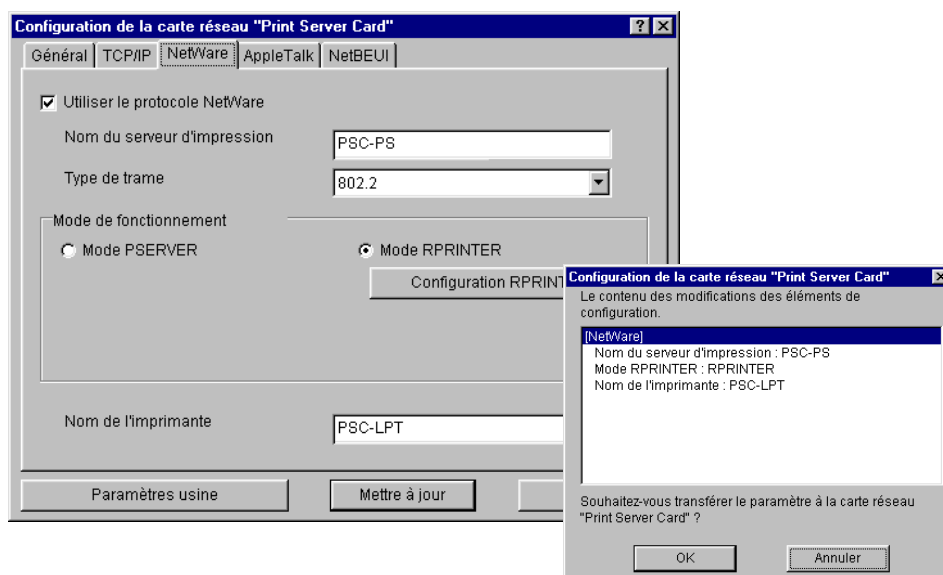 Configuration de la carte réseau "Print Server Card"
Général TCP/IP NetWare AppleTalk NetBEUI
Utiliser le protocole NetWare
Nom du serveur d'impression PSC-PS
Type de trame 802.2
Mode de fonctionnement
Mode PSERVER Mode RPRINTER
Configuration RPRINT
Nom de l'imprimante PSC-LPT
Paramètres usine Mettre à jour
Configuration de la carte réseau "Print Server Card"
Le contenu des modifications des éléments de
configuration.
[NetWare]
Nom du serveur d'impression : PSC-PS
Mode RPRINTER : RPRINTER
Nom de l'imprimante : PSC-LPT
Souhaitez-vous transférer le paramètre à la carte réseau
"Print Server Card" ?
OK Annuler